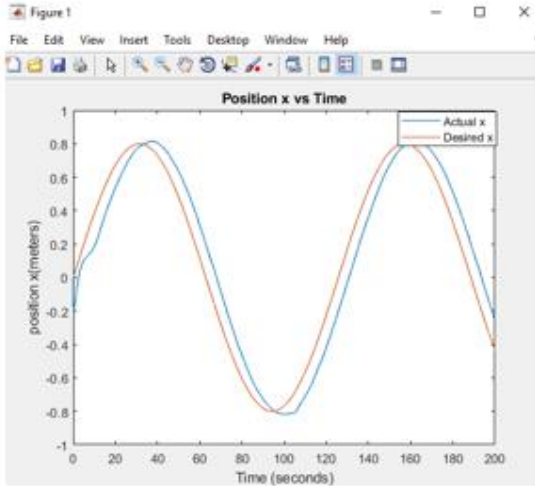 Figure 1
File Edit View Insert Tools Desktop Window Help
Position x vs Time
Actual x
Desired x
position x(meters)
1
0.8
0.6
0.4
0.2
0
-0.2
-0.4
-0.6
-0.8
-1
0 20 40 60 80 100 120 140 160 180 200
Time (seconds)